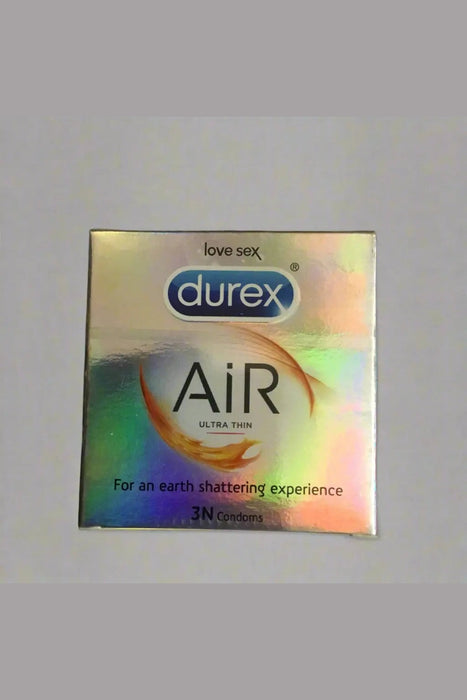 love sex
durex®
AiR
ULTRA THIN
For an earth shattering experience
3N Condoms